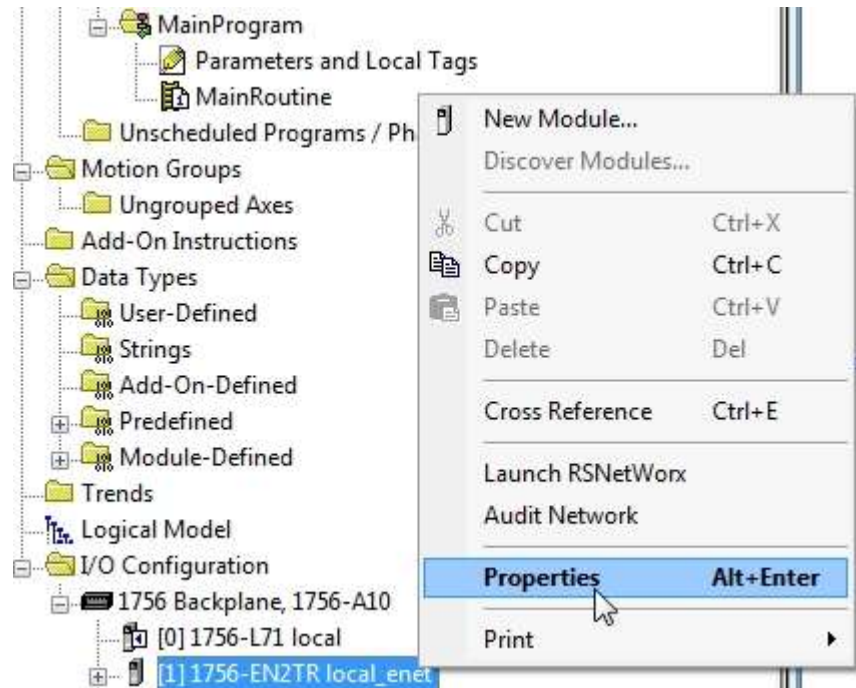 MainProgram
Parameters and Local Tags
MainRoutine
Unscheduled Programs / Ph
Motion Groups
Ungrouped Axes
Add-On Instructions
Data Types
User-Defined
Strings
Add-On-Defined
Predefined
Module-Defined
Trends
Logical Model
I/O Configuration
1756 Backplane, 1756-A10
[0] 1756-L71 local
[1] 1756-EN2TR local_enet
New Module...
Discover Modules...
Cut Ctrl+X
Copy Ctrl+C
Paste Ctrl+V
Delete Del
Cross Reference Ctrl+E
Launch RSNetWorx
Audit Network
Properties Alt+Enter
Print